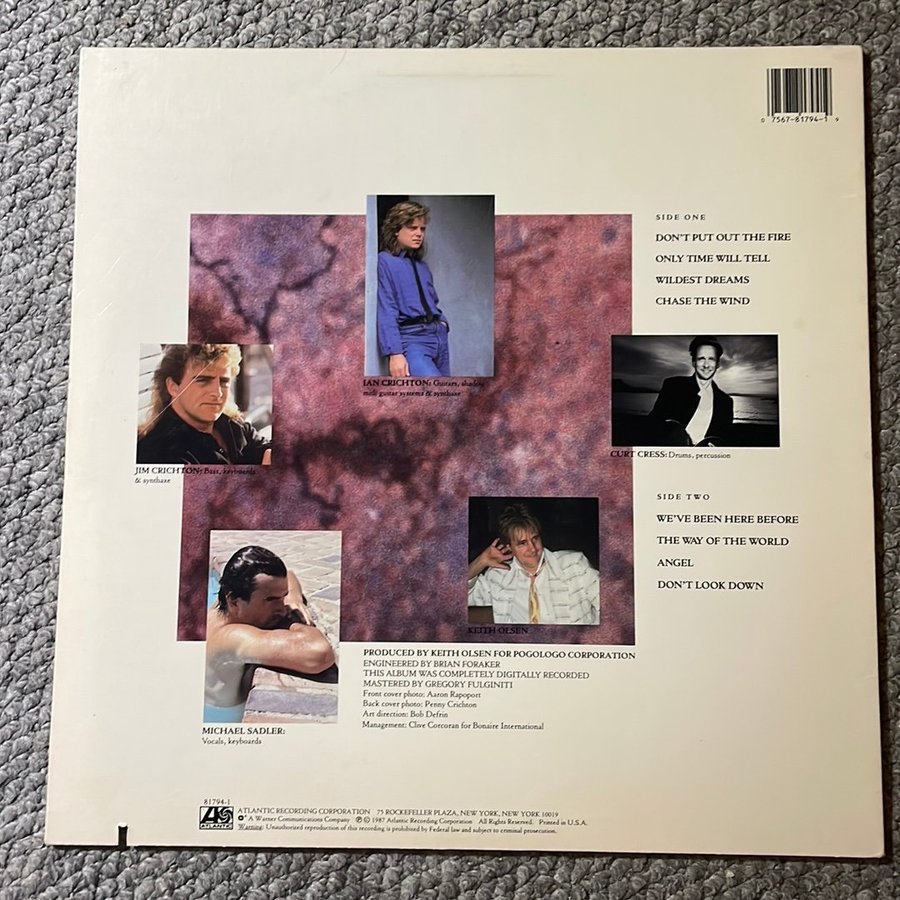 0 7567-81794-1 9
SIDE ONE
DON'T PUT OUT THE FIRE
ONLY TIME WILL TELL
WILDEST DREAMS
CHASE THE WIND
IAN CRICHTON: Guitars, shadow
midi guitar systems & synthaxe
JIM CRICHTON: Bass, keyboards
& synthaxe
CURT CRESS: Drums, percussion
SIDE TWO
WE'VE BEEN HERE BEFORE
THE WAY OF THE WORLD
ANGEL
DON'T LOOK DOWN
KEITH OLSEN
MICHAEL SADLER:
Vocals, keyboards
PRODUCED BY KEITH OLSEN FOR POGOLOGO CORPORATION
ENGINEERED BY BRIAN FORAKER
THIS ALBUM WAS COMPLETELY DIGITALLY RECORDED
MASTERED BY GREGORY FULGINITI
Front cover photo: Aaron Rapoport
Back cover photo: Penny Crichton
Art direction: Bob Defrin
Management: Clive Corcoran for Bonaire International
81794-1
ATLANTIC
ATLANTIC RECORDING CORPORATION 75 ROCKEFELLER PLAZA, NEW YORK, NEW YORK 10019
A Warner Communications Company ℗ © 1987 Atlantic Recording Corporation All Rights Reserved. Printed in U.S.A.
Warning: Unauthorized reproduction of this recording is prohibited by Federal law and subject to criminal prosecution.